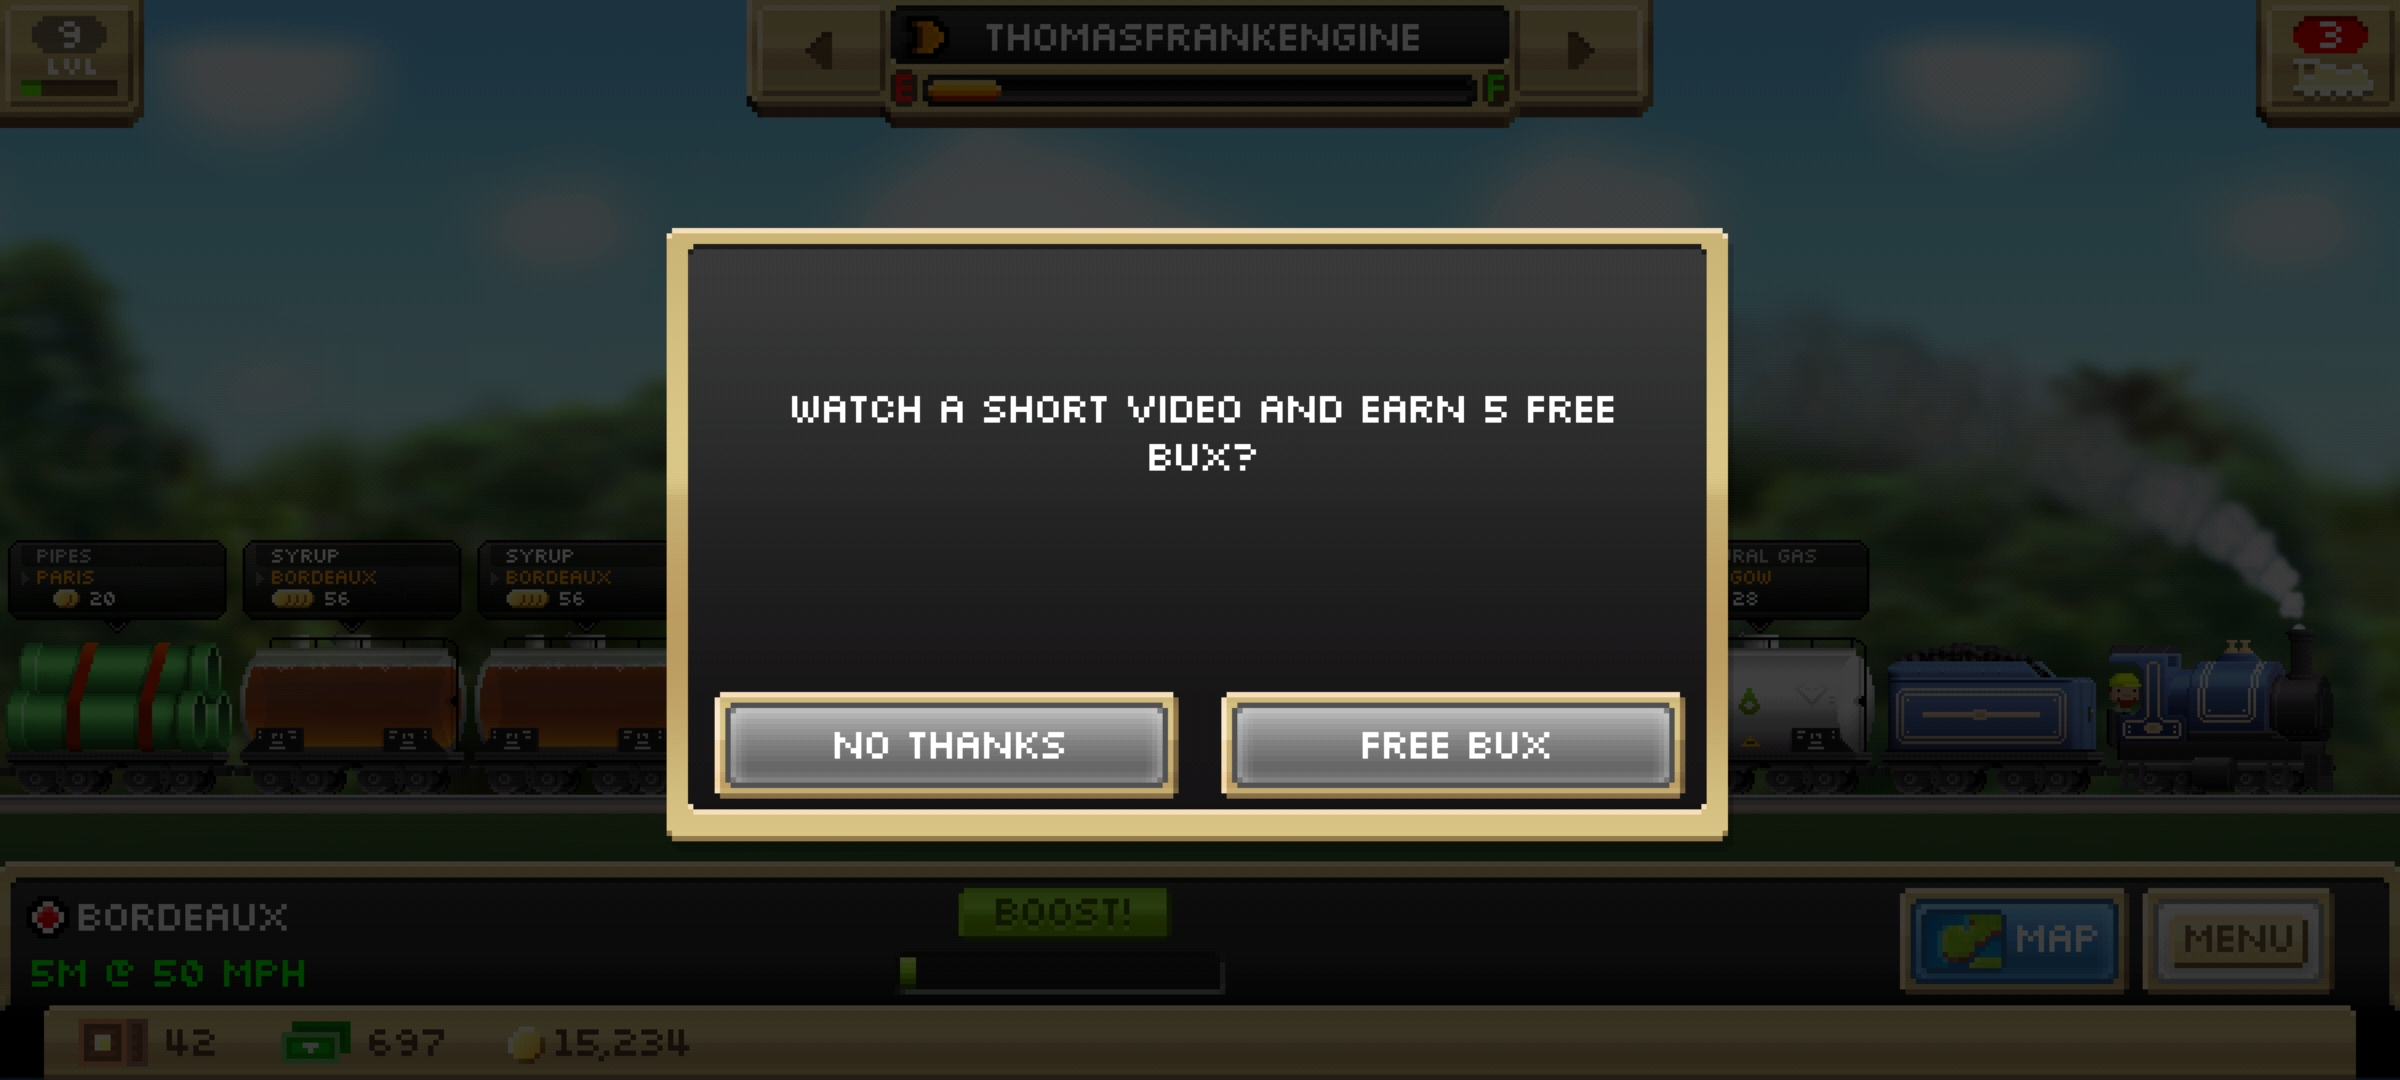 9
LVL
THOMASFRANKENGINE
E
F
3
WATCH A SHORT VIDEO AND EARN 5 FREE
BUX?
NO THANKS
FREE BUX
PIPES
PARIS
20
SYRUP
BORDEAUX
56
SYRUP
BORDEAUX
56
RAL GAS
GOW
28
BORDEAUX
5M @ 50 MPH
BOOST!
MAP
MENU
42
697
15,234